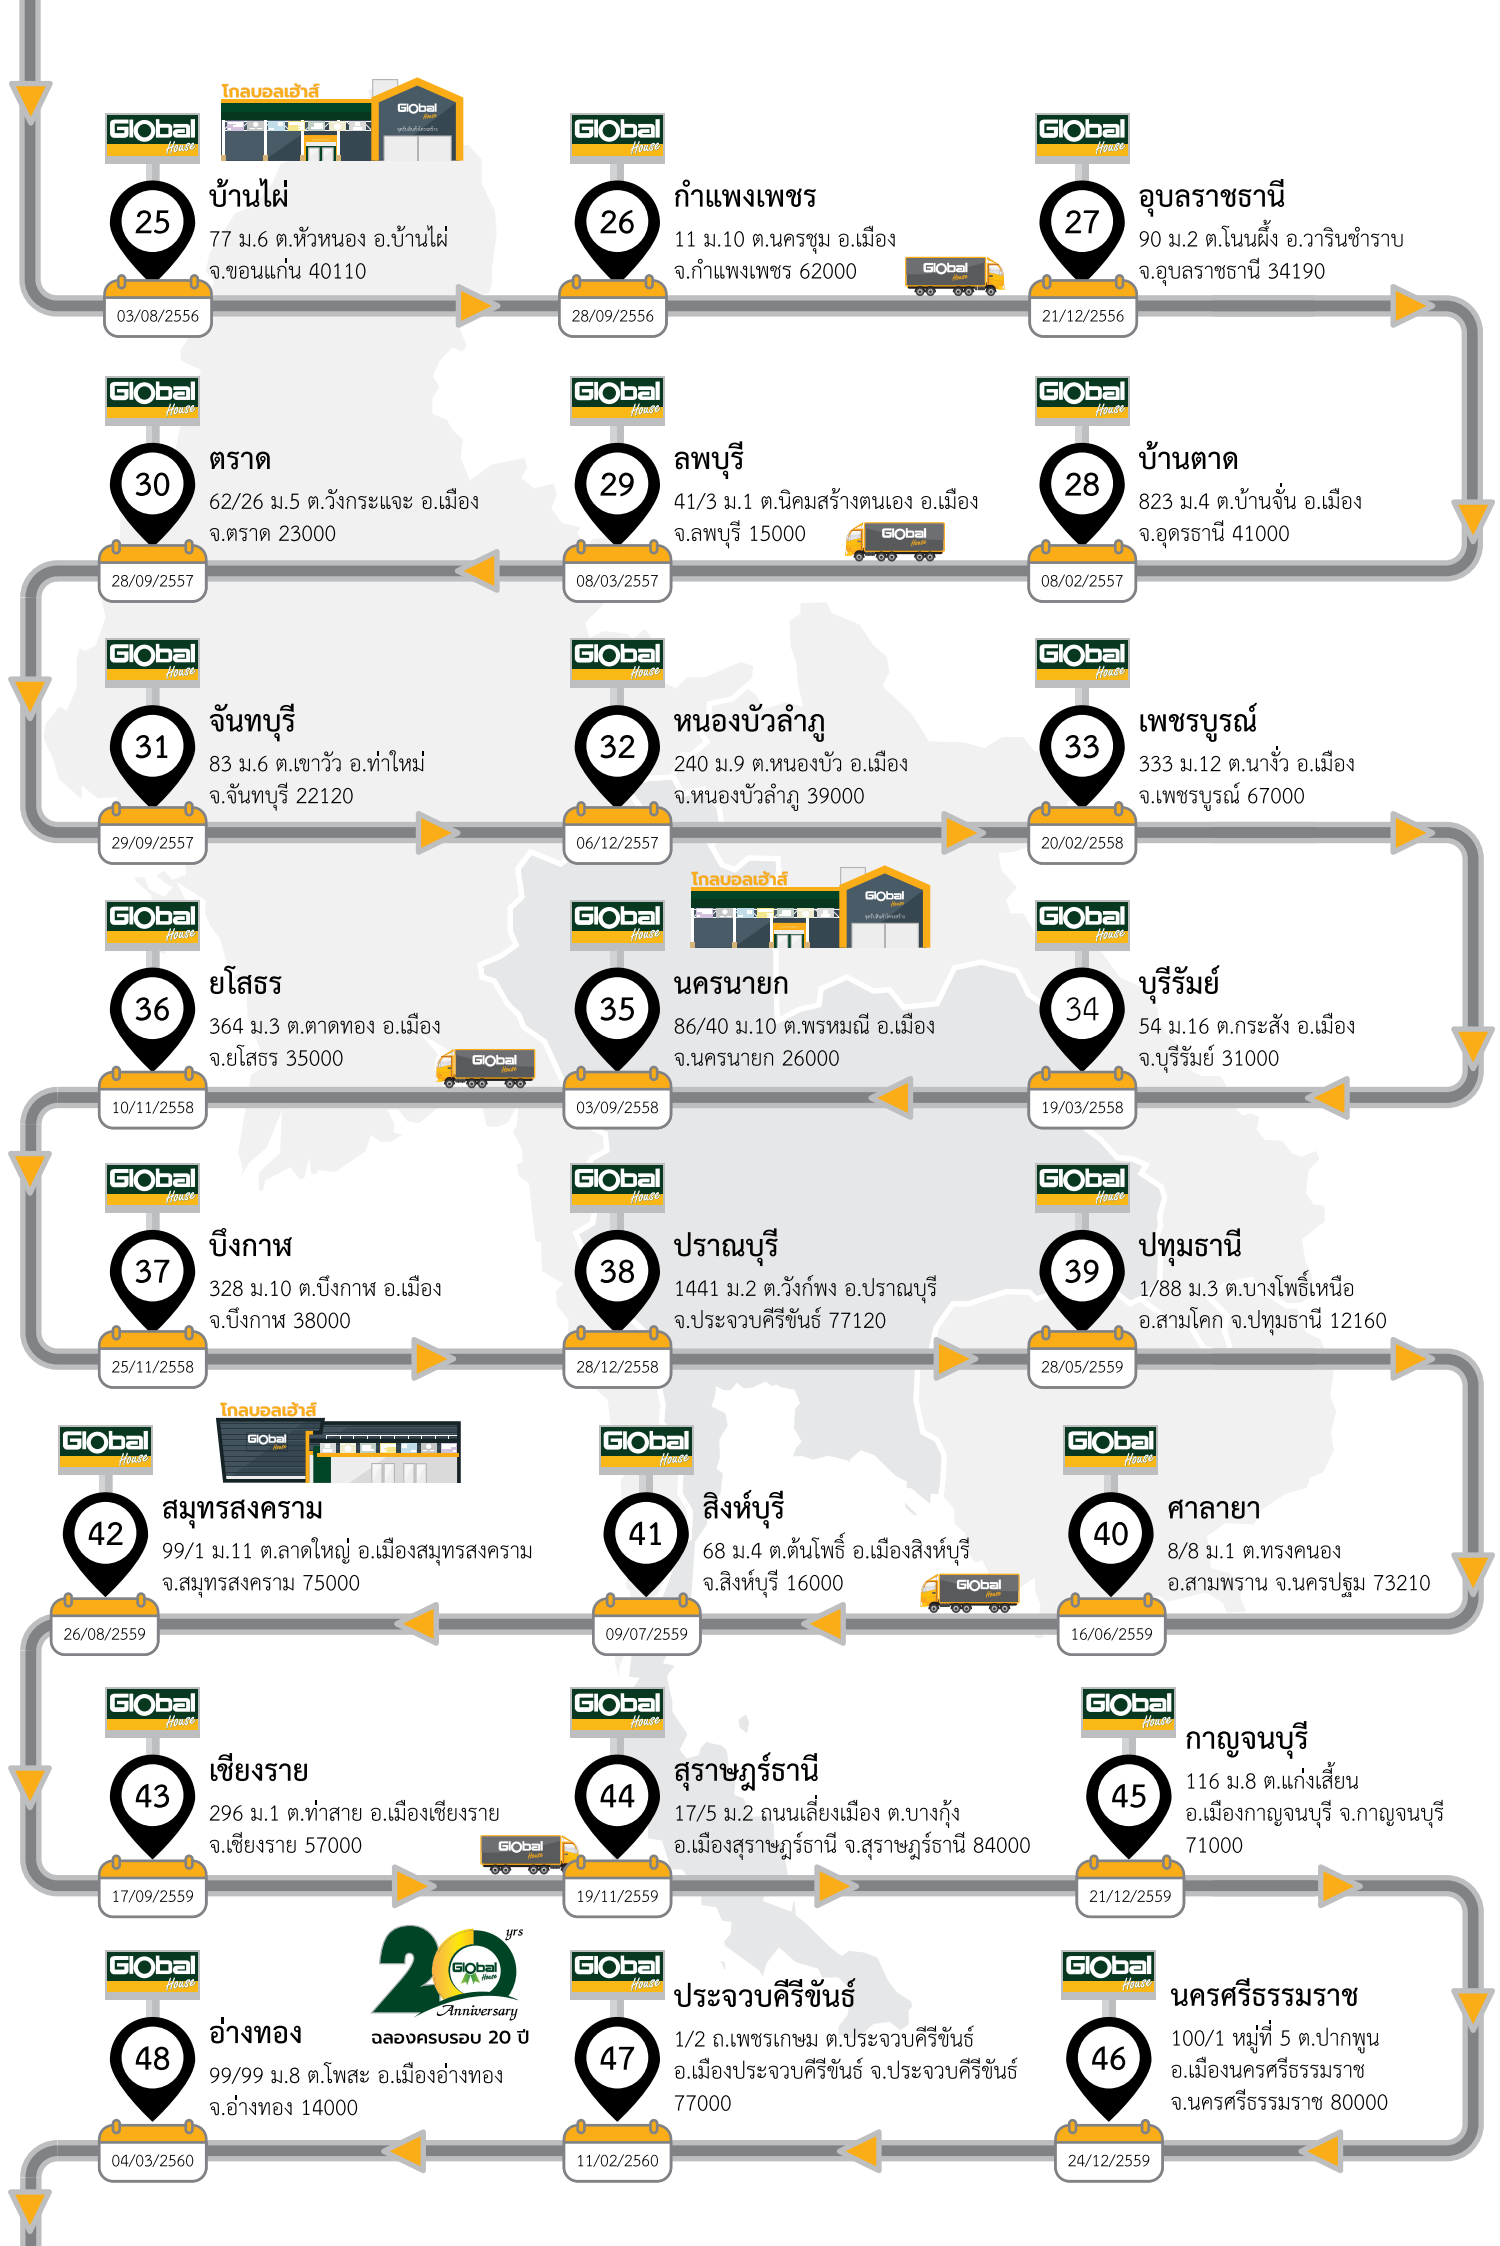 โกลบอลเฮ้าส์
Global House
Global House
25
บ้านไผ่
77 ม.6 ต.หัวหนอง อ.บ้านไผ่
จ.ขอนแก่น 40110
03/08/2556
Global House
26
กำแพงเพชร
11 ม.10 ต.นครชุม อ.เมือง
จ.กำแพงเพชร 62000
28/09/2556
Global House
Global House
27
อุบลราชธานี
90 ม.2 ต.โนนผึ้ง อ.วารินชำราบ
จ.อุบลราชธานี 34190
21/12/2556
Global House
30
ตราด
62/26 ม.5 ต.วังกระแจะ อ.เมือง
จ.ตราด 23000
28/09/2557
Global House
29
ลพบุรี
41/3 ม.1 ต.นิคมสร้างตนเอง อ.เมือง
จ.ลพบุรี 15000
08/03/2557
Global House
Global House
28
บ้านตาด
823 ม.4 ต.บ้านจั่น อ.เมือง
จ.อุดรธานี 41000
08/02/2557
Global House
31
จันทบุรี
83 ม.6 ต.เขาวัว อ.ท่าใหม่
จ.จันทบุรี 22120
29/09/2557
Global House
32
หนองบัวลำภู
240 ม.9 ต.หนองบัว อ.เมือง
จ.หนองบัวลำภู 39000
06/12/2557
Global House
33
เพชรบูรณ์
333 ม.12 ต.นางั่ว อ.เมือง
จ.เพชรบูรณ์ 67000
20/02/2558
Global House
36
ยโสธร
364 ม.3 ต.ตาดทอง อ.เมือง
จ.ยโสธร 35000
10/11/2558
Global House
โกลบอลเฮ้าส์
Global House
Global House
35
นครนายก
86/40 ม.10 ต.พรหมณี อ.เมือง
จ.นครนายก 26000
03/09/2558
Global House
34
บุรีรัมย์
54 ม.16 ต.กระสัง อ.เมือง
จ.บุรีรัมย์ 31000
19/03/2558
Global House
37
บึงกาฬ
328 ม.10 ต.บึงกาฬ อ.เมือง
จ.บึงกาฬ 38000
25/11/2558
Global House
38
ปราณบุรี
1441 ม.2 ต.วังก์พง อ.ปราณบุรี
จ.ประจวบคีรีขันธ์ 77120
28/12/2558
Global House
39
ปทุมธานี
1/88 ม.3 ต.บางโพธิ์เหนือ
อ.สามโคก จ.ปทุมธานี 12160
28/05/2559
โกลบอลเฮ้าส์
Global House
Global House
42
สมุทรสงคราม
99/1 ม.11 ต.ลาดใหญ่ อ.เมืองสมุทรสงคราม
จ.สมุทรสงคราม 75000
26/08/2559
Global House
41
สิงห์บุรี
68 ม.4 ต.ต้นโพธิ์ อ.เมืองสิงห์บุรี
จ.สิงห์บุรี 16000
09/07/2559
Global House
Global House
40
ศาลายา
8/8 ม.1 ต.ทรงคนอง
อ.สามพราน จ.นครปฐม 73210
16/06/2559
Global House
43
เชียงราย
296 ม.1 ต.ท่าสาย อ.เมืองเชียงราย
จ.เชียงราย 57000
17/09/2559
Global House
Global House
44
สุราษฎร์ธานี
17/5 ม.2 ถนนเลี่ยงเมือง ต.บางกุ้ง
อ.เมืองสุราษฎร์ธานี จ.สุราษฎร์ธานี 84000
19/11/2559
Global House
45
กาญจนบุรี
116 ม.8 ต.แก่งเสี้ยน
อ.เมืองกาญจนบุรี จ.กาญจนบุรี
71000
21/12/2559
Global House
48
อ่างทอง
99/99 ม.8 ต.โพสะ อ.เมืองอ่างทอง
จ.อ่างทอง 14000
04/03/2560
20 yrs
Global House
Anniversary
ฉลองครบรอบ 20 ปี
Global House
47
ประจวบคีรีขันธ์
1/2 ถ.เพชรเกษม ต.ประจวบคีรีขันธ์
อ.เมืองประจวบคีรีขันธ์ จ.ประจวบคีรีขันธ์
77000
11/02/2560
Global House
46
นครศรีธรรมราช
100/1 หมู่ที่ 5 ต.ปากพูน
อ.เมืองนครศรีธรรมราช
จ.นครศรีธรรมราช 80000
24/12/2559